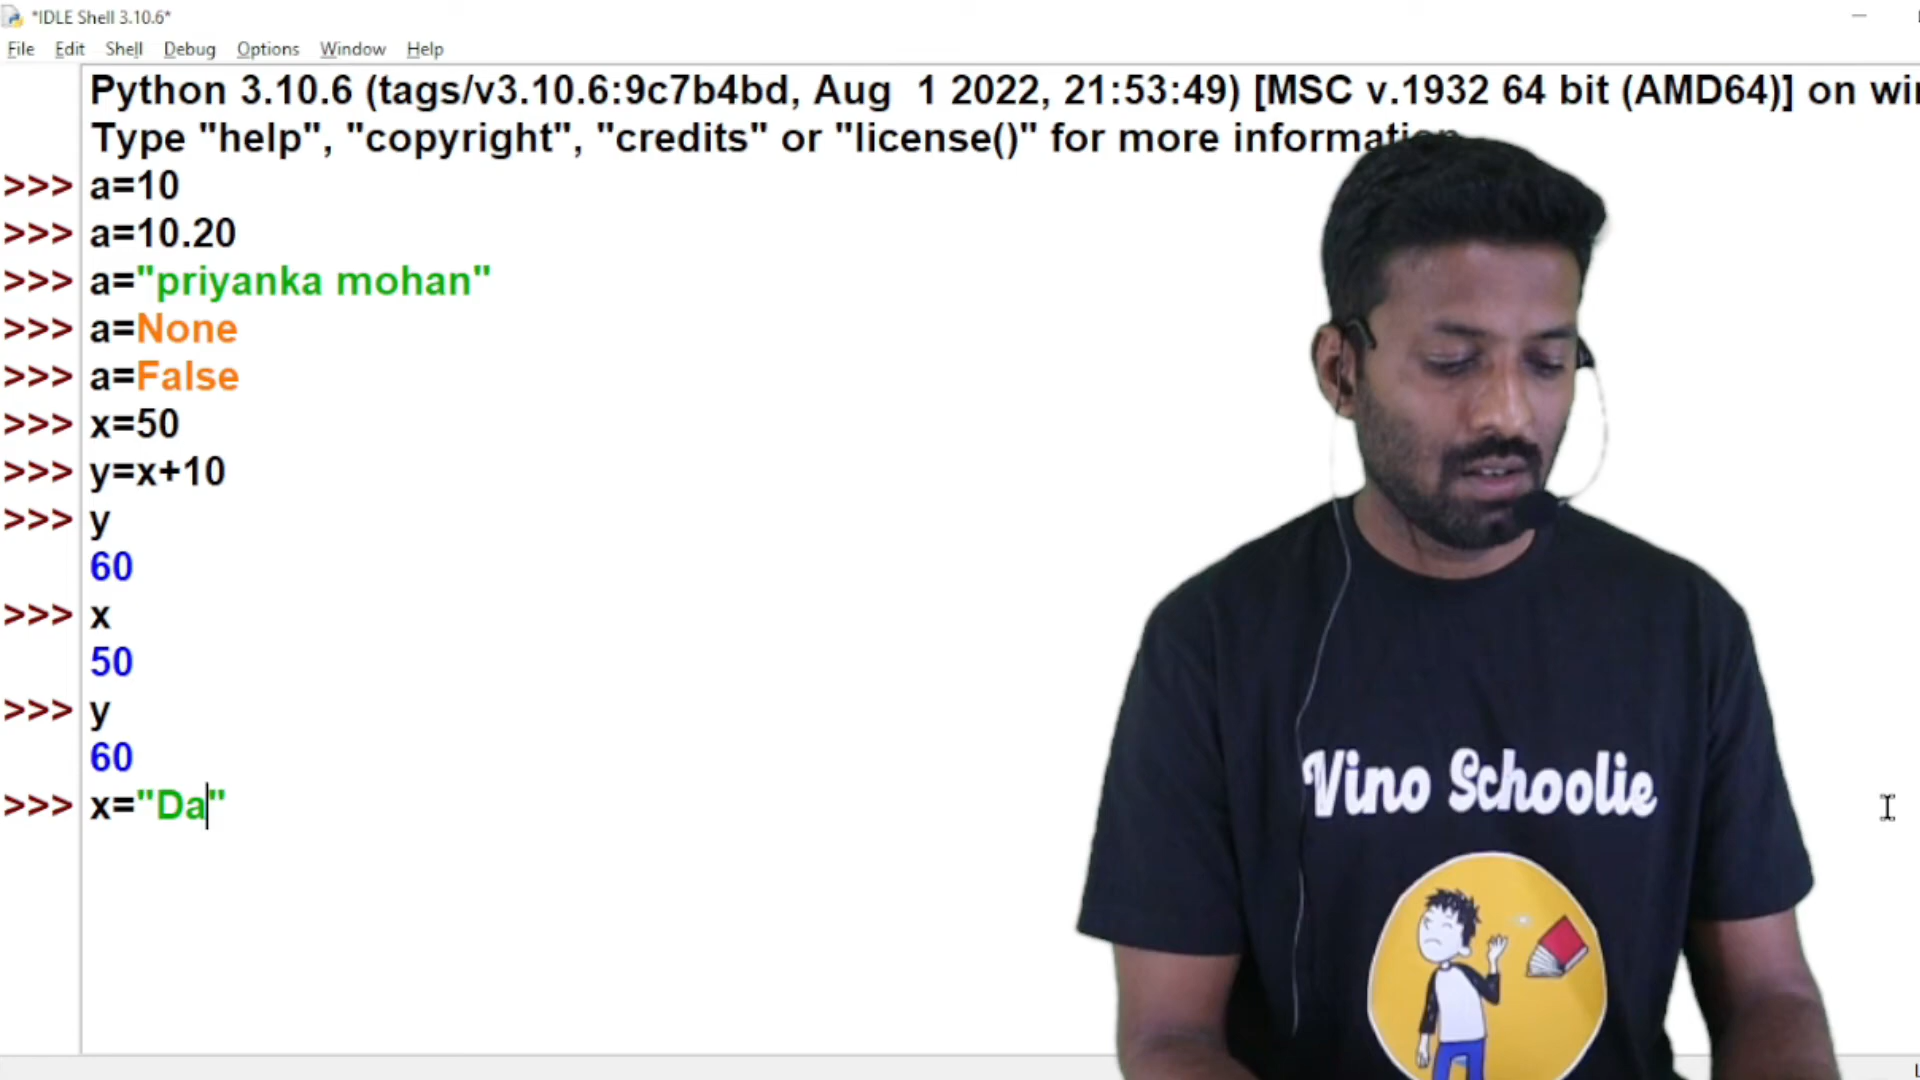 *IDLE Shell 3.10.6*
File Edit Shell Debug Options Window Help
Python 3.10.6 (tags/v3.10.6:9c7b4bd, Aug  1 2022, 21:53:49) [MSC v.1932 64 bit (AMD64)] on
Type "help", "copyright", "credits" or "license()" for more information
>>> a=10
>>> a=10.20
>>> a="priyanka mohan"
>>> a=None
>>> a=False
>>> x=50
>>> y=x+10
>>> y
60
>>> x
50
>>> y
60
>>> x="Da"
Vino Schoolie